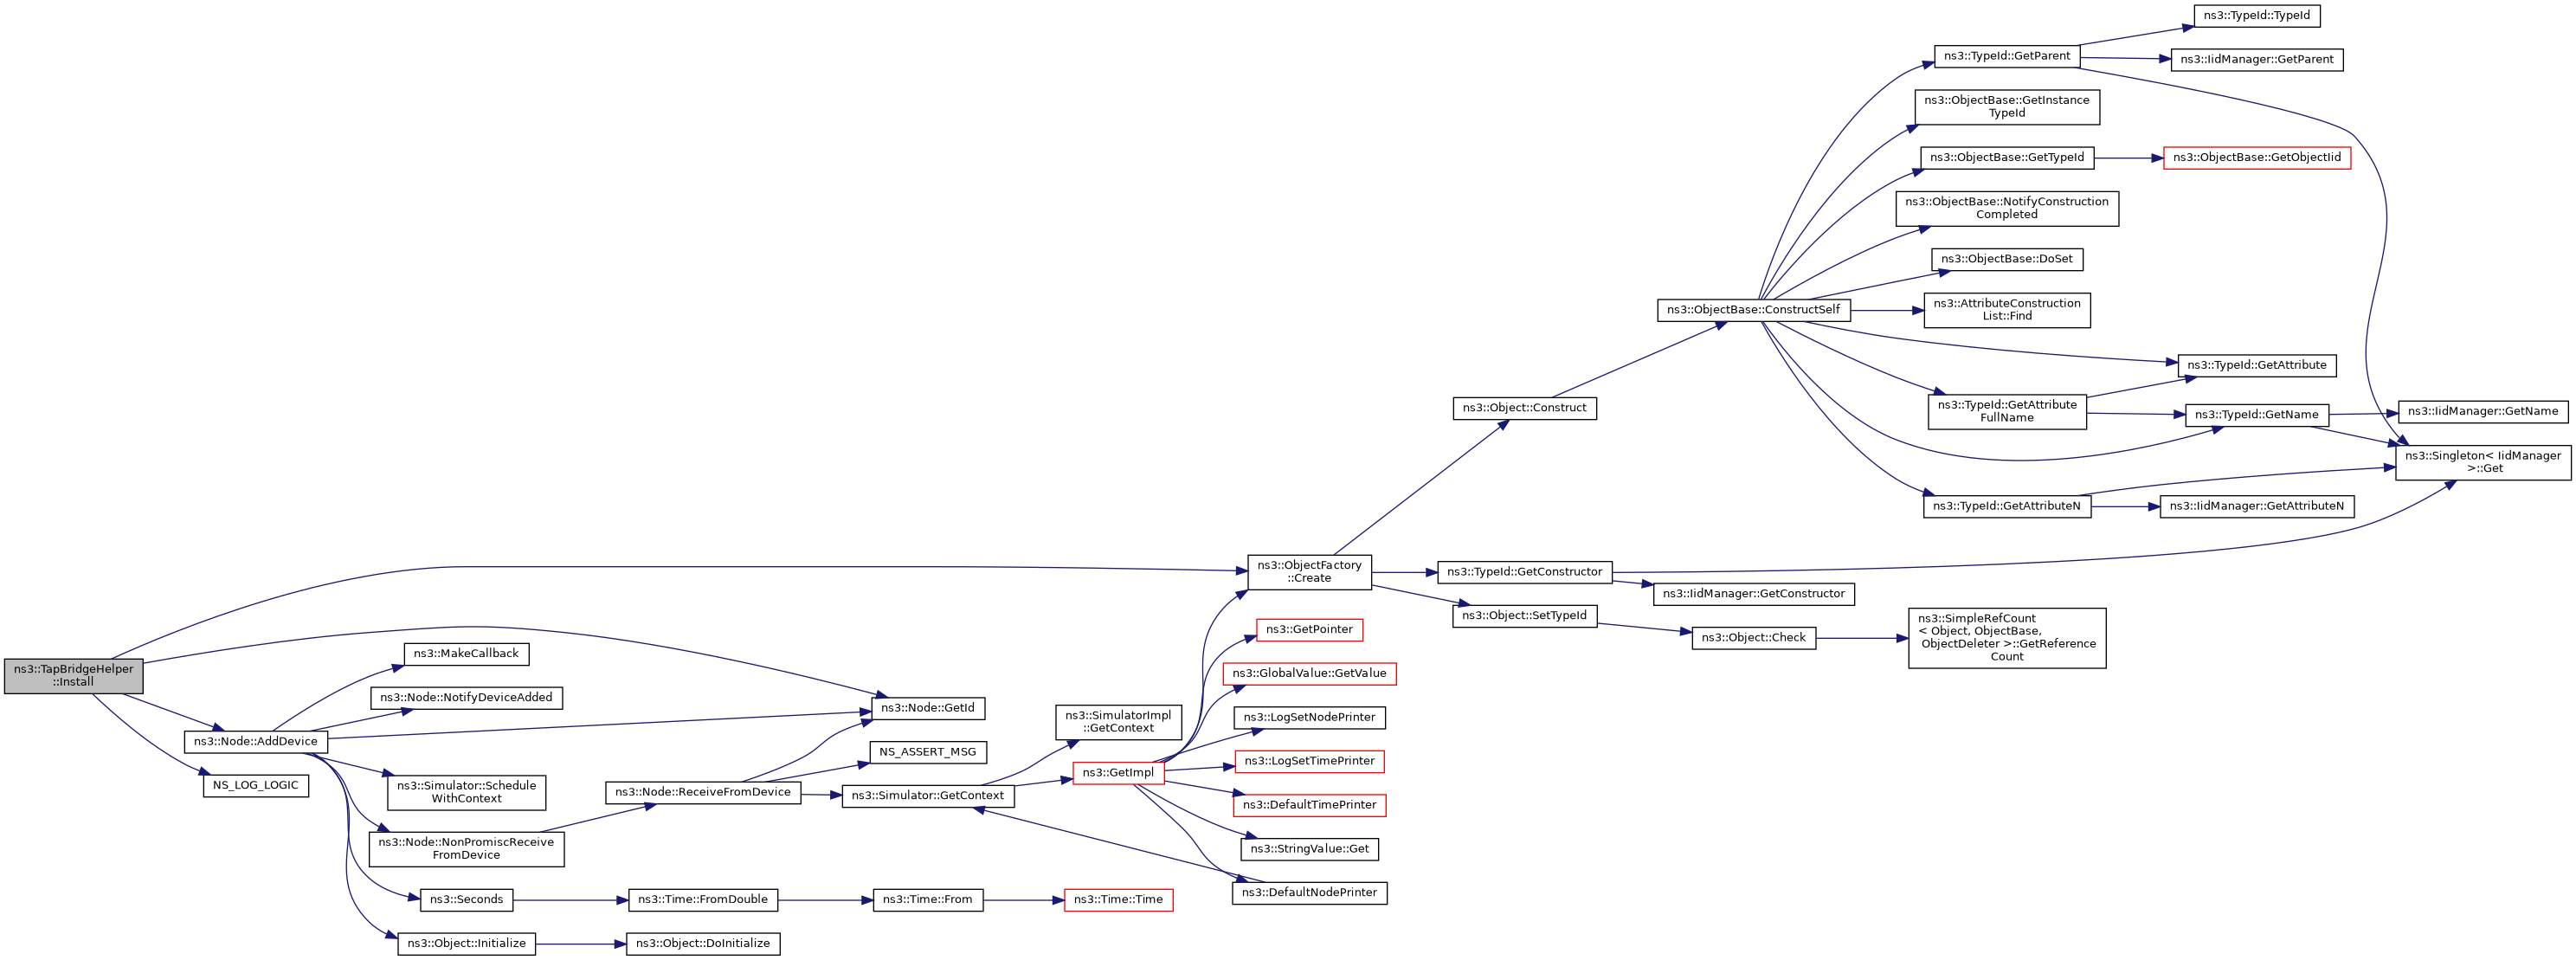 ns3::TapBridgeHelper
::Install
ns3::Node::AddDevice
NS_LOG_LOGIC
ns3::MakeCallback
ns3::Node::NotifyDeviceAdded
ns3::Simulator::Schedule
WithContext
ns3::Node::NonPromiscReceive
FromDevice
ns3::Seconds
ns3::Object::Initialize
ns3::Node::ReceiveFromDevice
ns3::Time::FromDouble
ns3::Object::DoInitialize
ns3::Node::GetId
NS_ASSERT_MSG
ns3::Simulator::GetContext
ns3::Time::From
ns3::SimulatorImpl
::GetContext
ns3::GetImpl
ns3::Time::Time
ns3::ObjectFactory
::Create
ns3::GetPointer
ns3::GlobalValue::GetValue
ns3::LogSetNodePrinter
ns3::LogSetTimePrinter
ns3::DefaultTimePrinter
ns3::StringValue::Get
ns3::DefaultNodePrinter
ns3::Object::Construct
ns3::TypeId::GetConstructor
ns3::Object::SetTypeId
ns3::ObjectBase::ConstructSelf
ns3::IidManager::GetConstructor
ns3::Object::Check
ns3::TypeId::GetParent
ns3::ObjectBase::GetInstance
TypeId
ns3::ObjectBase::GetTypeId
ns3::ObjectBase::NotifyConstruction
Completed
ns3::ObjectBase::DoSet
ns3::AttributeConstruction
List::Find
ns3::TypeId::GetAttribute
FullName
ns3::TypeId::GetAttributeN
ns3::SimpleRefCount
< Object, ObjectBase,
ObjectDeleter >::GetReference
Count
ns3::TypeId::TypeId
ns3::IidManager::GetParent
ns3::ObjectBase::GetObjectIid
ns3::TypeId::GetAttribute
ns3::TypeId::GetName
ns3::IidManager::GetAttributeN
ns3::IidManager::GetName
ns3::Singleton< IidManager
>::Get